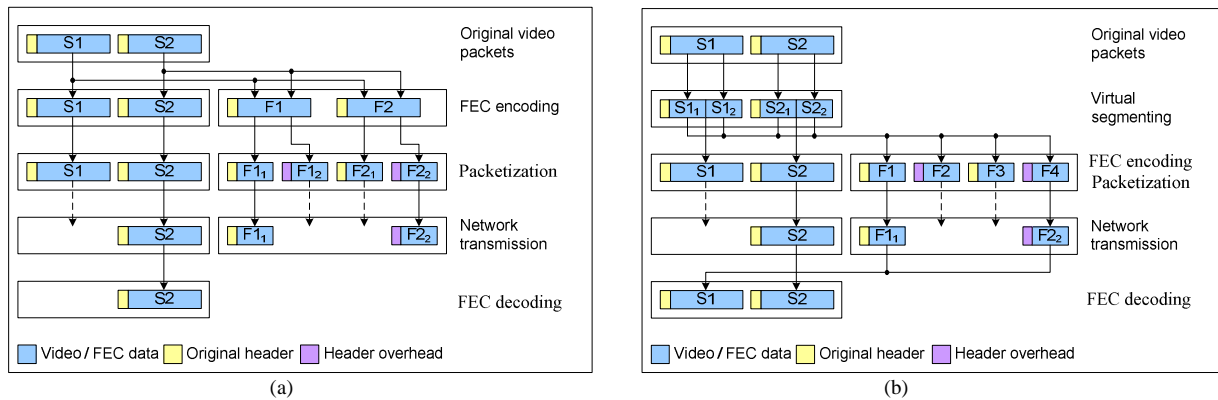 S1 S2 Original video packets
S1 S2 F1 F2 FEC encoding
S1 S2 F1₁ F1₂ F2₁ F2₂ Packetization
S2 F1₁ F2₂ Network transmission
S2 FEC decoding
Video / FEC data Original header Header overhead
(a)
S1 S2 Original video packets
S1₁ S1₂ S2₁ S2₂ Virtual segmenting
S1 S2 F1 F2 F3 F4 FEC encoding Packetization
S2 F1₁ F2₂ Network transmission
S1 S2 FEC decoding
Video / FEC data Original header Header overhead
(b)